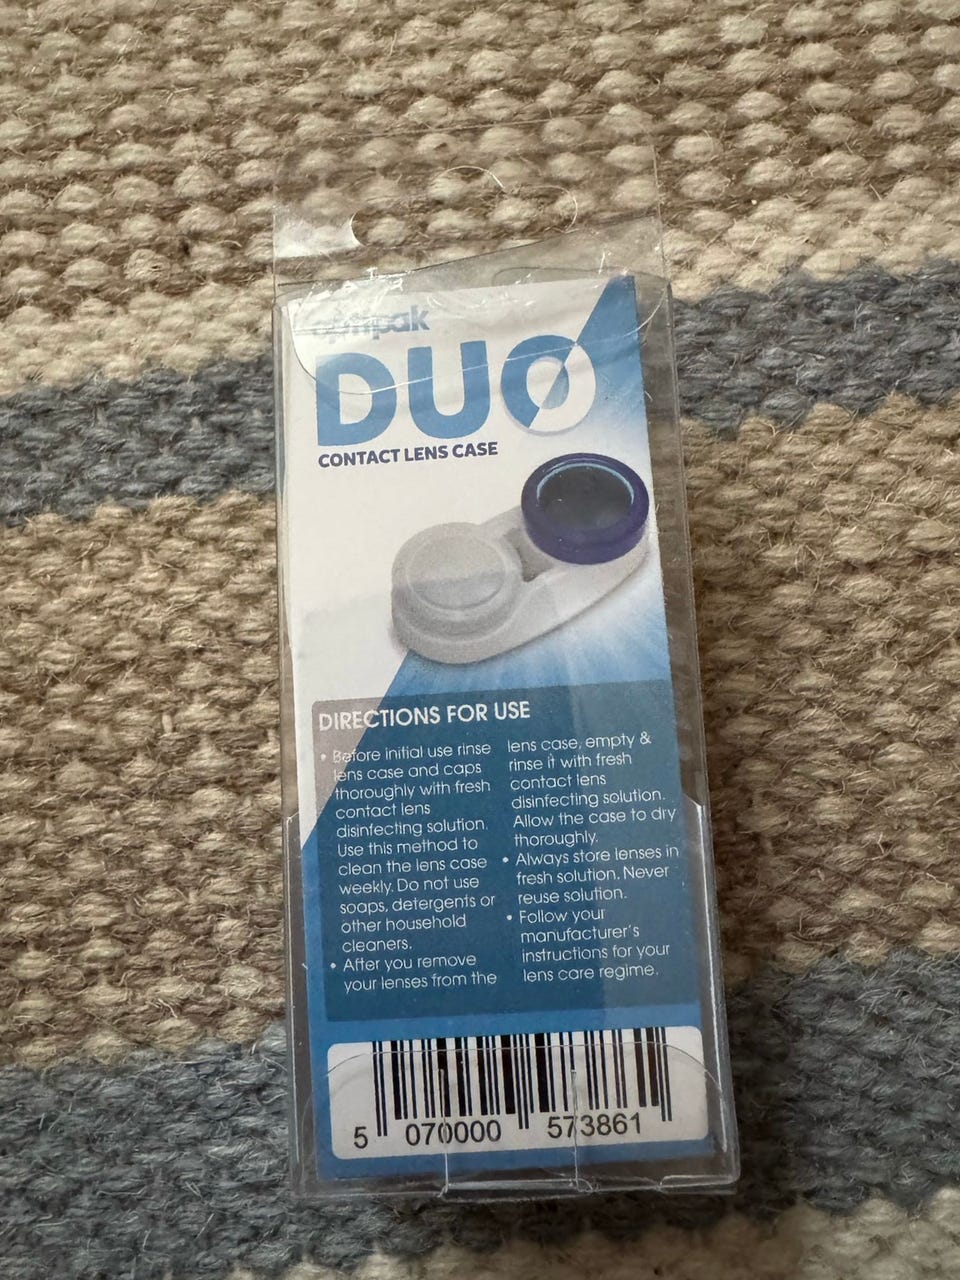 DUO
CONTACT LENS CASE
DIRECTIONS FOR USE
• Before initial use rinse
lens case and caps
thoroughly with fresh
contact lens
disinfecting solution.
Use this method to
clean the lens case
weekly. Do not use
soaps, detergents or
other household
cleaners.
• After you remove
your lenses from the
lens case, empty &
rinse it with fresh
contact lens
disinfecting solution.
Allow the case to dry
thoroughly.
• Always store lenses in
fresh solution. Never
reuse solution.
• Follow your
manufacturer's
instructions for your
lens care regime.
5 070000 573861